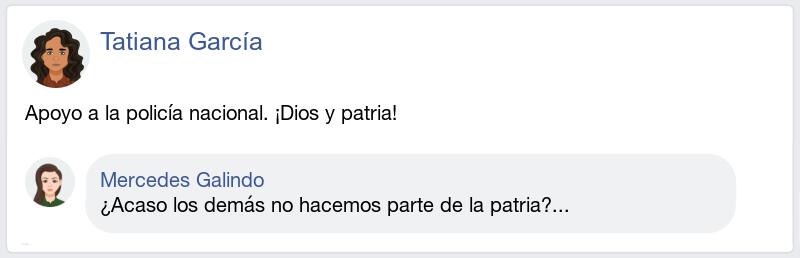 Tatiana García
Apoyo a la policía nacional. ¡Dios y patria!
Mercedes Galindo
¿Acaso los demás no hacemos parte de la patria?...